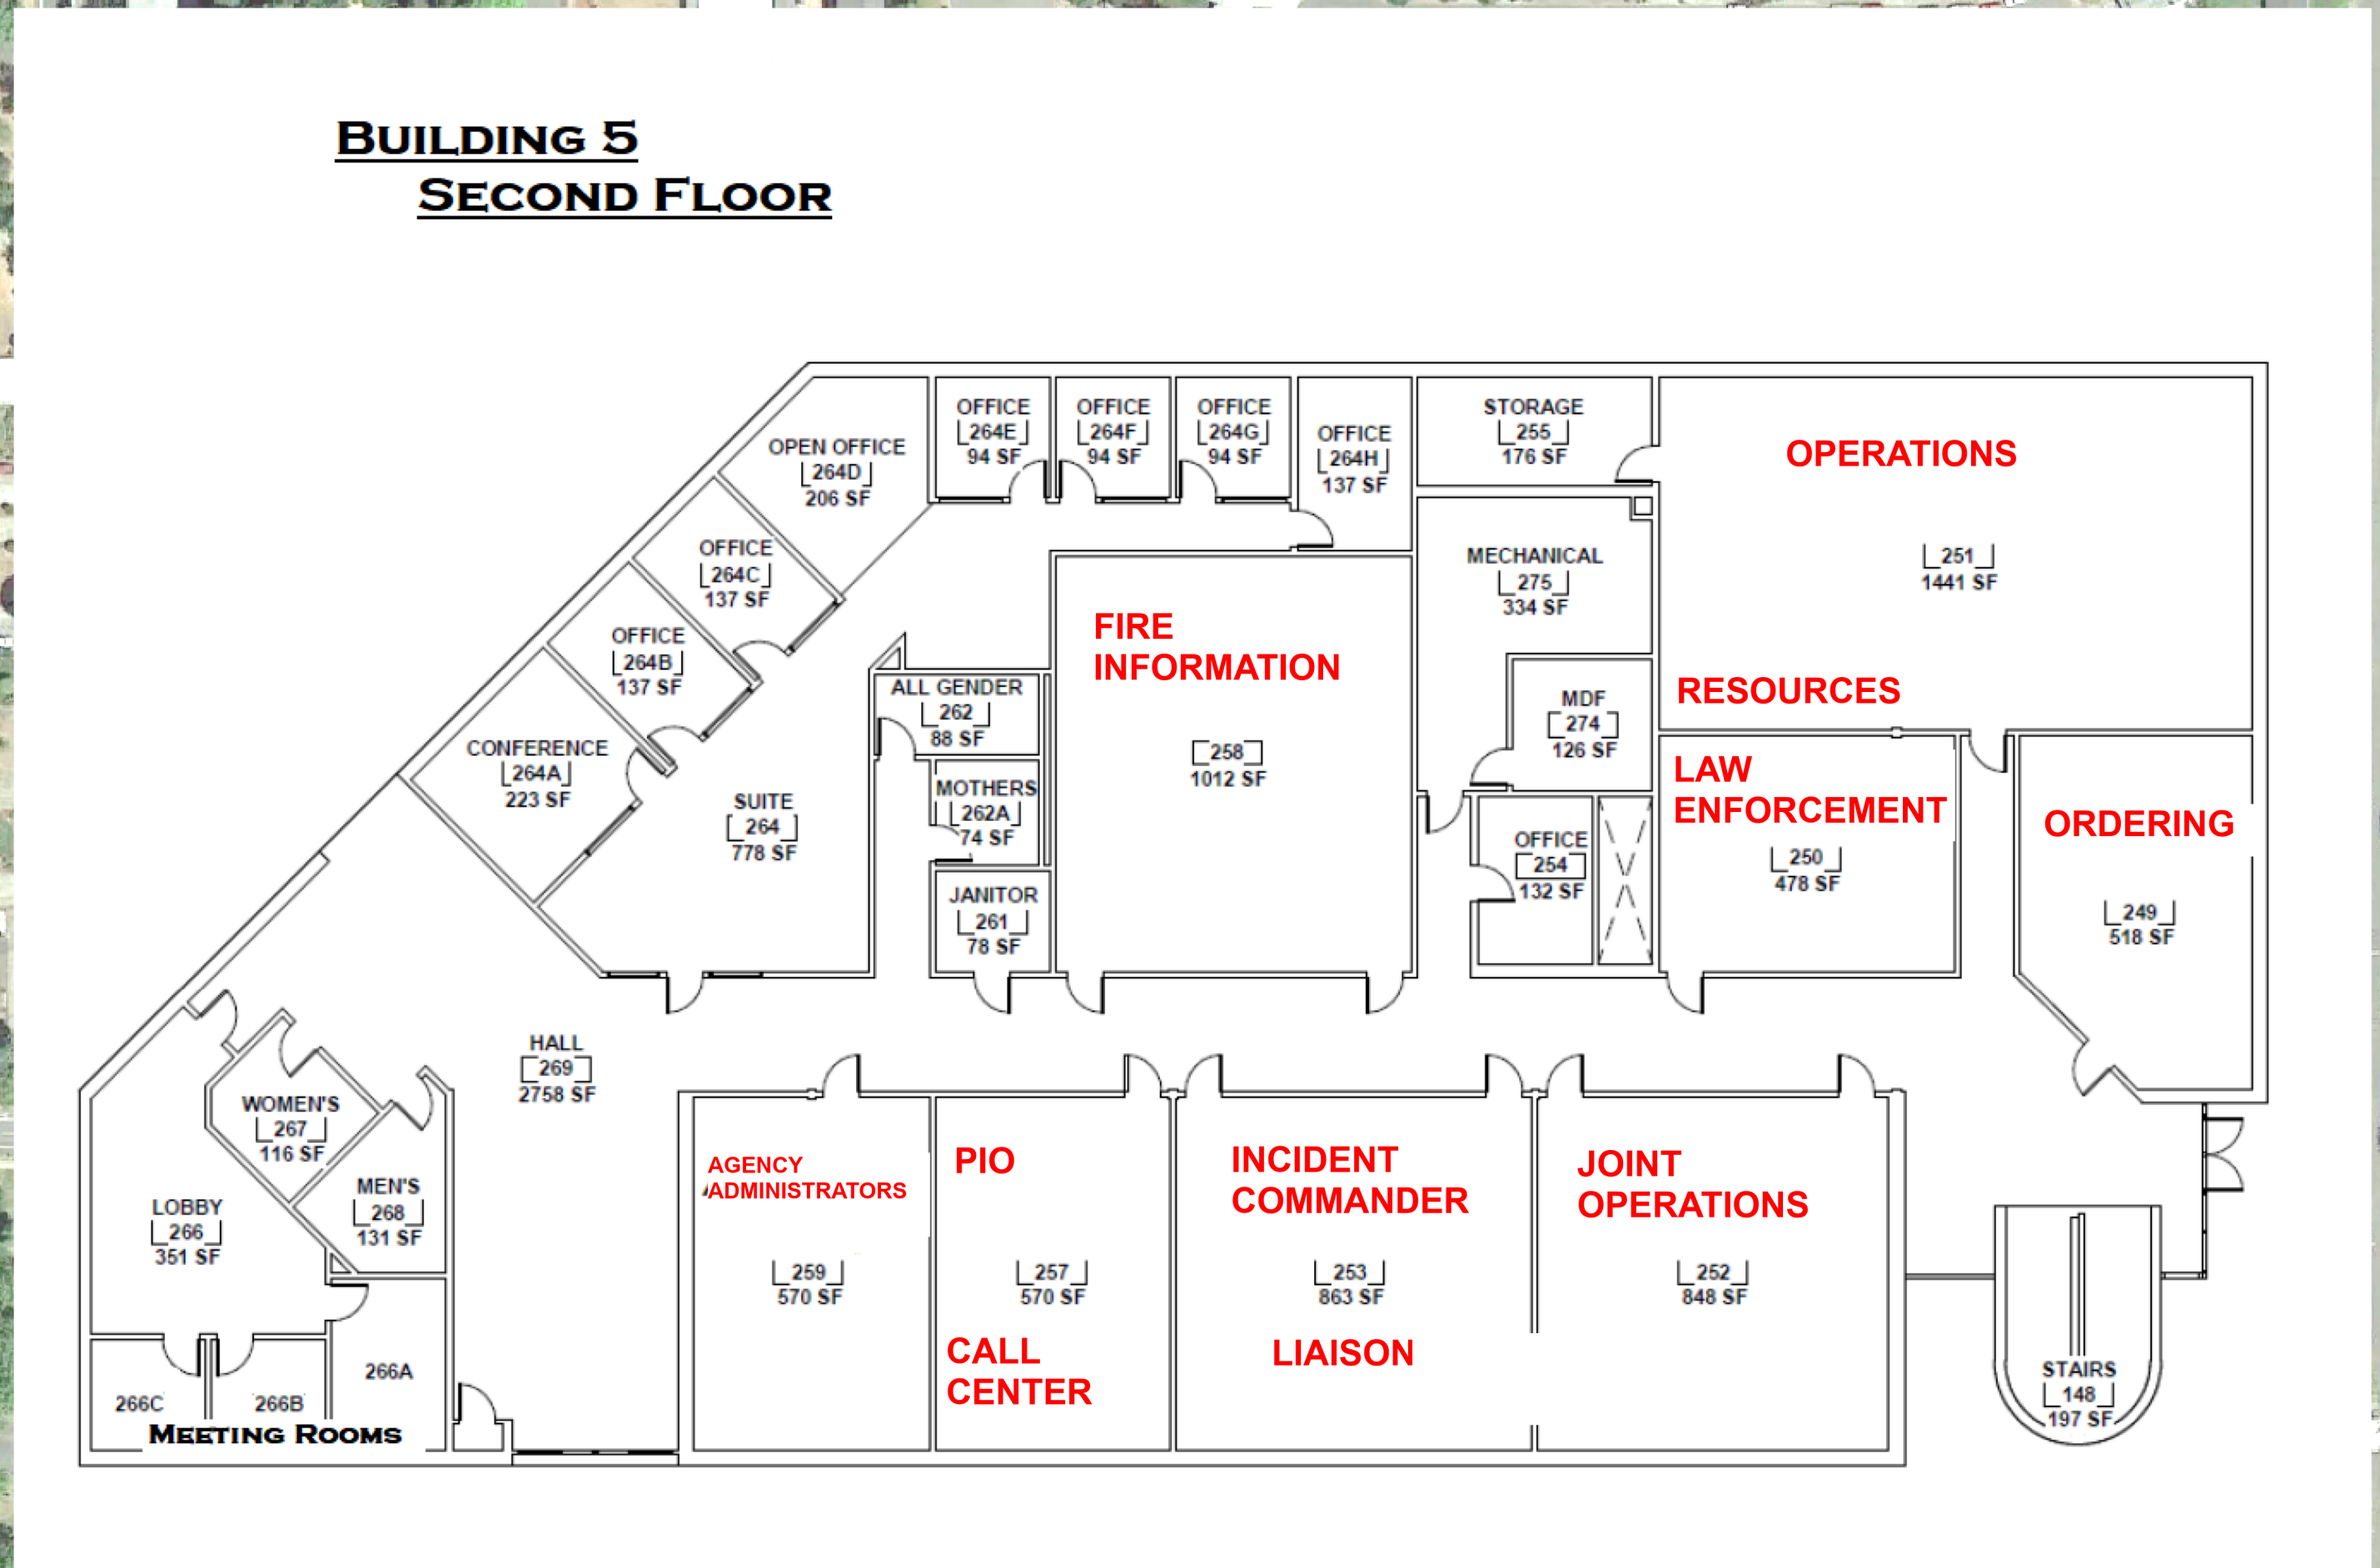 BUILDING 5
SECOND FLOOR
OFFICE
264E
94 SF
OFFICE
264F
94 SF
OFFICE
264G
94 SF
OFFICE
264H
137 SF
STORAGE
255
176 SF
OPERATIONS
251
1441 SF
RESOURCES
OPEN OFFICE
264D
206 SF
OFFICE
264C
137 SF
OFFICE
264B
137 SF
CONFERENCE
264A
223 SF
SUITE
264
778 SF
ALL GENDER
262
88 SF
MOTHERS
262A
74 SF
JANITOR
261
78 SF
FIRE
INFORMATION
258
1012 SF
MECHANICAL
275
334 SF
MDF
274
126 SF
OFFICE
254
132 SF
LAW
ENFORCEMENT
250
478 SF
ORDERING
249
518 SF
HALL
269
2758 SF
WOMEN'S
267
116 SF
MEN'S
268
131 SF
LOBBY
266
351 SF
266C
266B
266A
MEETING ROOMS
AGENCY
ADMINISTRATORS
259
570 SF
PIO
257
570 SF
CALL
CENTER
INCIDENT
COMMANDER
253
863 SF
LIAISON
JOINT
OPERATIONS
252
848 SF
STAIRS
148
197 SF